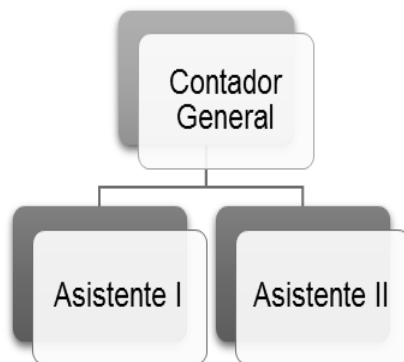 Contador
General
Asistente I
Asistente II